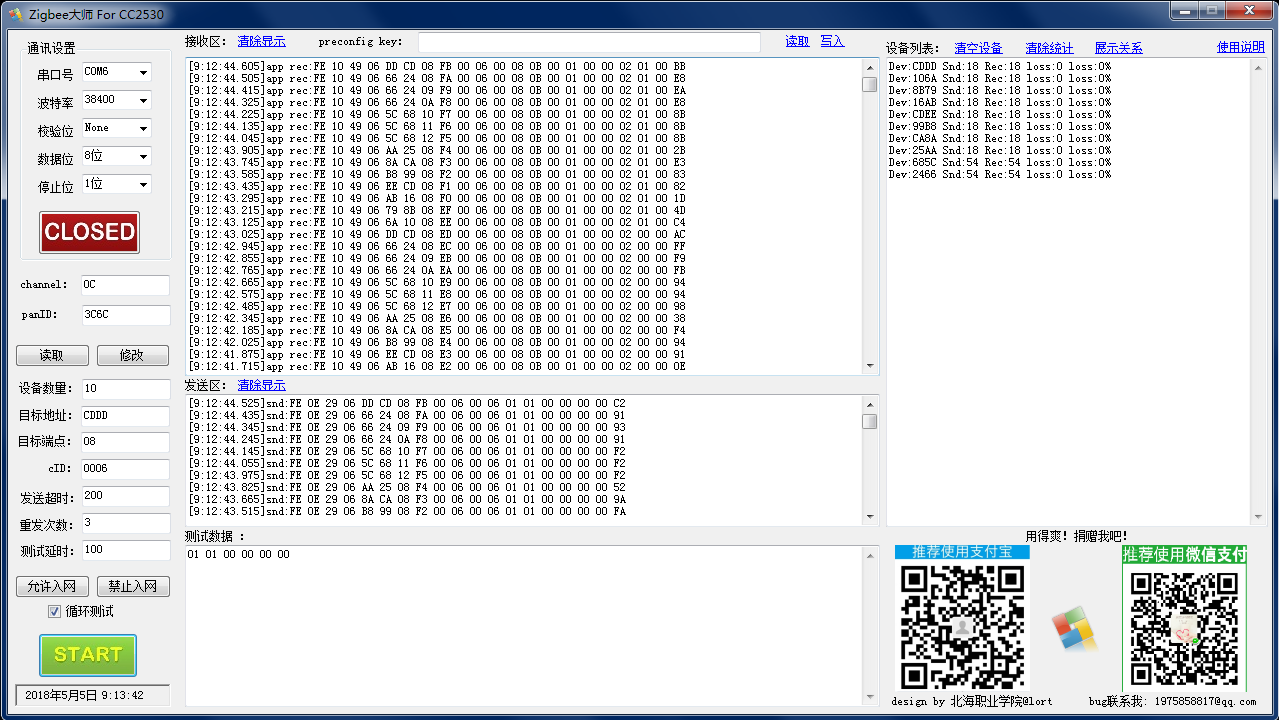 Zigbee大师 For CC2530
通讯设置
串口号 COM6
波特率 38400
校验位 None
数据位 8位
停止位 1位
CLOSED
channel: 0C
panID: 3C6C
读取 修改
设备数量: 10
目标地址: CDDD
目标端点: 08
cID: 0006
发送超时: 200
重发次数: 3
测试延时: 100
允许入网 禁止入网
循环测试
START
2018年5月5日 9:13:42
接收区: 清除显示 preconfig key: 读取 写入
[9:12:44.605]app rec:FE 10 49 06 DD CD 08 FB 00 06 00 08 0B 00 01 00 00 02 01 00 BB
[9:12:44.505]app rec:FE 10 49 06 66 24 08 FA 00 06 00 08 0B 00 01 00 00 02 01 00 E8
[9:12:44.415]app rec:FE 10 49 06 66 24 09 F9 00 06 00 08 0B 00 01 00 00 02 01 00 EA
[9:12:44.325]app rec:FE 10 49 06 66 24 0A F8 00 06 00 08 0B 00 01 00 00 02 01 00 E8
[9:12:44.225]app rec:FE 10 49 06 5C 68 10 F7 00 06 00 08 0B 00 01 00 00 02 01 00 8B
[9:12:44.135]app rec:FE 10 49 06 5C 68 11 F6 00 06 00 08 0B 00 01 00 00 02 01 00 8B
[9:12:44.045]app rec:FE 10 49 06 5C 68 12 F5 00 06 00 08 0B 00 01 00 00 02 01 00 8B
[9:12:43.905]app rec:FE 10 49 06 AA 25 08 F4 00 06 00 08 0B 00 01 00 00 02 01 00 2B
[9:12:43.745]app rec:FE 10 49 06 8A CA 08 F3 00 06 00 08 0B 00 01 00 00 02 01 00 E3
[9:12:43.585]app rec:FE 10 49 06 B8 99 08 F2 00 06 00 08 0B 00 01 00 00 02 01 00 83
[9:12:43.435]app rec:FE 10 49 06 EE CD 08 F1 00 06 00 08 0B 00 01 00 00 02 01 00 82
[9:12:43.295]app rec:FE 10 49 06 AB 16 08 F0 00 06 00 08 0B 00 01 00 00 02 01 00 1D
[9:12:43.215]app rec:FE 10 49 06 79 8B 08 EF 00 06 00 08 0B 00 01 00 00 02 01 00 4D
[9:12:43.125]app rec:FE 10 49 06 6A 10 08 EE 00 06 00 08 0B 00 01 00 00 02 01 00 C4
[9:12:43.025]app rec:FE 10 49 06 DD CD 08 ED 00 06 00 08 0B 00 01 00 00 02 00 00 AC
[9:12:42.945]app rec:FE 10 49 06 66 24 08 EC 00 06 00 08 0B 00 01 00 00 02 00 00 FF
[9:12:42.855]app rec:FE 10 49 06 66 24 09 EB 00 06 00 08 0B 00 01 00 00 02 00 00 F9
[9:12:42.765]app rec:FE 10 49 06 66 24 0A EA 00 06 00 08 0B 00 01 00 00 02 00 00 FB
[9:12:42.665]app rec:FE 10 49 06 5C 68 10 E9 00 06 00 08 0B 00 01 00 00 02 00 00 94
[9:12:42.575]app rec:FE 10 49 06 5C 68 11 E8 00 06 00 08 0B 00 01 00 00 02 00 00 94
[9:12:42.485]app rec:FE 10 49 06 5C 68 12 E7 00 06 00 08 0B 00 01 00 00 02 00 00 98
[9:12:42.345]app rec:FE 10 49 06 AA 25 08 E6 00 06 00 08 0B 00 01 00 00 02 00 00 38
[9:12:42.185]app rec:FE 10 49 06 8A CA 08 E5 00 06 00 08 0B 00 01 00 00 02 00 00 F4
[9:12:42.025]app rec:FE 10 49 06 B8 99 08 E4 00 06 00 08 0B 00 01 00 00 02 00 00 94
[9:12:41.875]app rec:FE 10 49 06 EE CD 08 E3 00 06 00 08 0B 00 01 00 00 02 00 00 91
[9:12:41.715]app rec:FE 10 49 06 AB 16 08 E2 00 06 00 08 0B 00 01 00 00 02 00 00 0E
发送区: 清除显示
[9:12:44.525]snd:FE 0E 29 06 DD CD 08 FB 00 06 00 06 01 01 00 00 00 00 C2
[9:12:44.435]snd:FE 0E 29 06 66 24 08 FA 00 06 00 06 01 01 00 00 00 00 91
[9:12:44.345]snd:FE 0E 29 06 66 24 09 F9 00 06 00 06 01 01 00 00 00 00 93
[9:12:44.245]snd:FE 0E 29 06 66 24 0A F8 00 06 00 06 01 01 00 00 00 00 91
[9:12:44.145]snd:FE 0E 29 06 5C 68 10 F7 00 06 00 06 01 01 00 00 00 00 F2
[9:12:44.055]snd:FE 0E 29 06 5C 68 11 F6 00 06 00 06 01 01 00 00 00 00 F2
[9:12:43.975]snd:FE 0E 29 06 5C 68 12 F5 00 06 00 06 01 01 00 00 00 00 F2
[9:12:43.825]snd:FE 0E 29 06 AA 25 08 F4 00 06 00 06 01 01 00 00 00 00 52
[9:12:43.665]snd:FE 0E 29 06 8A CA 08 F3 00 06 00 06 01 01 00 00 00 00 9A
[9:12:43.515]snd:FE 0E 29 06 B8 99 08 F2 00 06 00 06 01 01 00 00 00 00 FA
测试数据 :
01 01 00 00 00 00
设备列表: 清空设备 清除统计 展示关系 使用说明
Dev:CDDD Snd:18 Rec:18 loss:0 loss:0%
Dev:106A Snd:18 Rec:18 loss:0 loss:0%
Dev:8B79 Snd:18 Rec:18 loss:0 loss:0%
Dev:16AB Snd:18 Rec:18 loss:0 loss:0%
Dev:CDEE Snd:18 Rec:18 loss:0 loss:0%
Dev:99B8 Snd:18 Rec:18 loss:0 loss:0%
Dev:CA8A Snd:18 Rec:18 loss:0 loss:0%
Dev:25AA Snd:18 Rec:18 loss:0 loss:0%
Dev:685C Snd:54 Rec:54 loss:0 loss:0%
Dev:2466 Snd:54 Rec:54 loss:0 loss:0%
用得爽! 捐赠我吧!
推荐使用支付宝
推荐使用微信支付
design by 北海职业学院@lort
bug联系我: 1975858817@qq.com